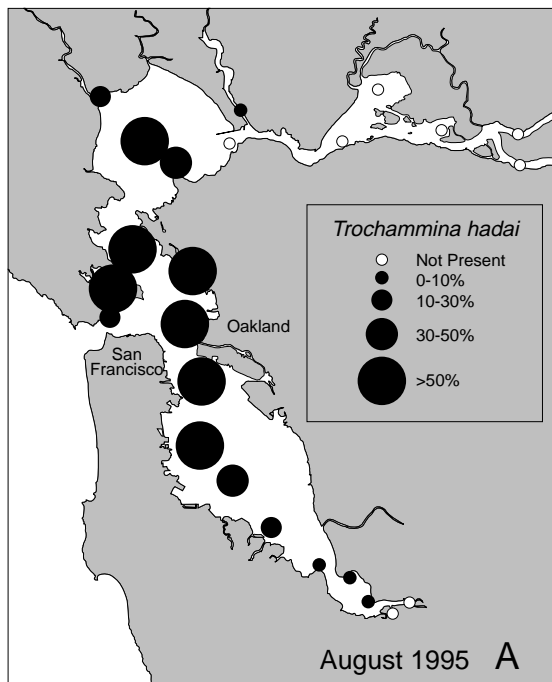 Trochammina hadai
Not Present
0-10%
10-30%
30-50%
>50%
Oakland
San
Francisco
August 1995 A